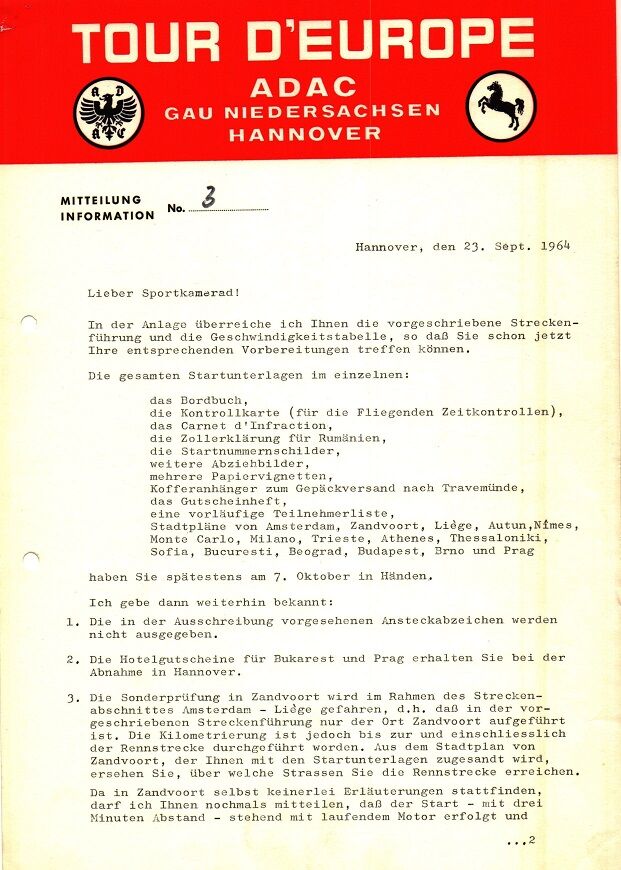 TOUR D'EUROPE
ADAC
GAU NIEDERSACHSEN
HANNOVER
A D
A C
MITTEILUNG
INFORMATION No. 3
Hannover, den 23. Sept. 1964
Lieber Sportkamerad!
In der Anlage überreiche ich Ihnen die vorgeschriebene Strecken-
führung und die Geschwindigkeitstabelle, so daß Sie schon jetzt
Ihre entsprechenden Vorbereitungen treffen können.
Die gesamten Startunterlagen im einzelnen:
das Bordbuch,
die Kontrollkarte (für die Fliegenden Zeitkontrollen),
das Carnet d'Infraction,
die Zollerklärung für Rumänien,
die Startnummernschilder,
weitere Abziehbilder,
mehrere Papiervignetten,
Kofferanhänger zum Gepäckversand nach Travemünde,
das Gutscheinheft,
eine vorläufige Teilnehmerliste,
Stadtpläne von Amsterdam, Zandvoort, Liège, Autun,Nîmes,
Monte Carlo, Milano, Trieste, Athenes, Thessaloniki,
Sofia, Bucuresti, Beograd, Budapest, Brno und Prag
haben Sie spätestens am 7. Oktober in Händen.
Ich gebe dann weiterhin bekannt:
1. Die in der Ausschreibung vorgesehenen Ansteckabzeichen werden
nicht ausgegeben.
2. Die Hotelgutscheine für Bukarest und Prag erhalten Sie bei der
Abnahme in Hannover.
3. Die Sonderprüfung in Zandvoort wird im Rahmen des Strecken-
abschnittes Amsterdam - Liège gefahren, d.h. daß in der vor-
geschriebenen Streckenführung nur der Ort Zandvoort aufgeführt
ist. Die Kilometrierung ist jedoch bis zur und einschliesslich
der Rennstrecke durchgeführt worden. Aus dem Stadtplan von
Zandvoort, der Ihnen mit den Startunterlagen zugesandt wird,
ersehen Sie, über welche Strassen Sie die Rennstrecke erreichen.
Da in Zandvoort selbst keinerlei Erläuterungen stattfinden,
darf ich Ihnen nochmals mitteilen, daß der Start - mit drei
Minuten Abstand - stehend mit laufendem Motor erfolgt und
...2